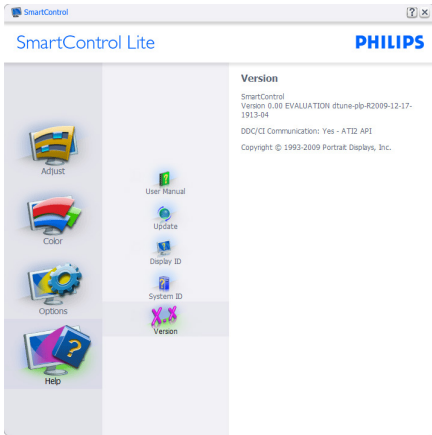 SmartControl
SmartControl Lite
PHILIPS
Adjust
Color
Options
Help
User Manual
Update
Display ID
System ID
X.X
Version
Version
SmartControl
Version 0.00 EVALUATION dtune-plp-R2009-12-17-
1913-04
DDC/CI Communication: Yes - ATI2 API
Copyright © 1993-2009 Portrait Displays, Inc.